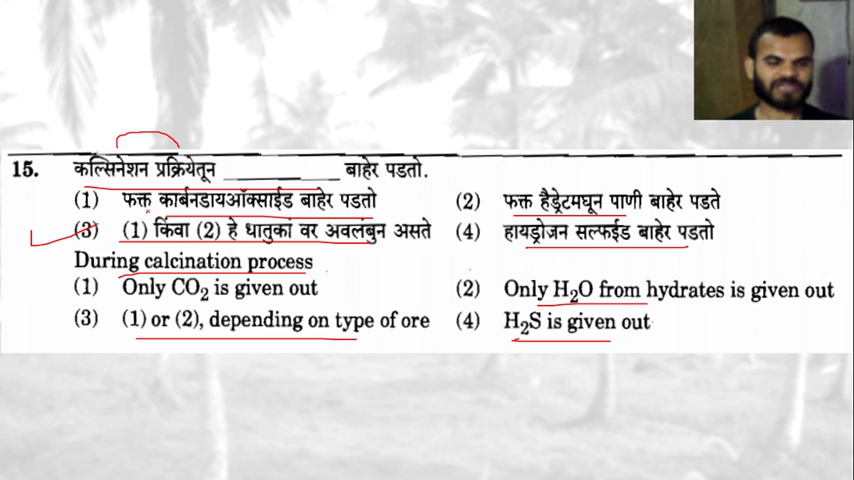 15. कल्सिनेशन प्रक्रियेतून ____________ बाहेर पडतो.
(1) फक्त कार्बनडायऑक्साईड बाहेर पडतो (2) फक्त हैड्रेटमघून पाणी बाहेर पडते
(3) (1) किंवा (2) हे धातुकां वर अवलंबुन असते (4) हायड्रोजन सल्फईड बाहेर पडतो
During calcination process
(1) Only CO₂ is given out (2) Only H₂O from hydrates is given out
(3) (1) or (2), depending on type of ore (4) H₂S is given out